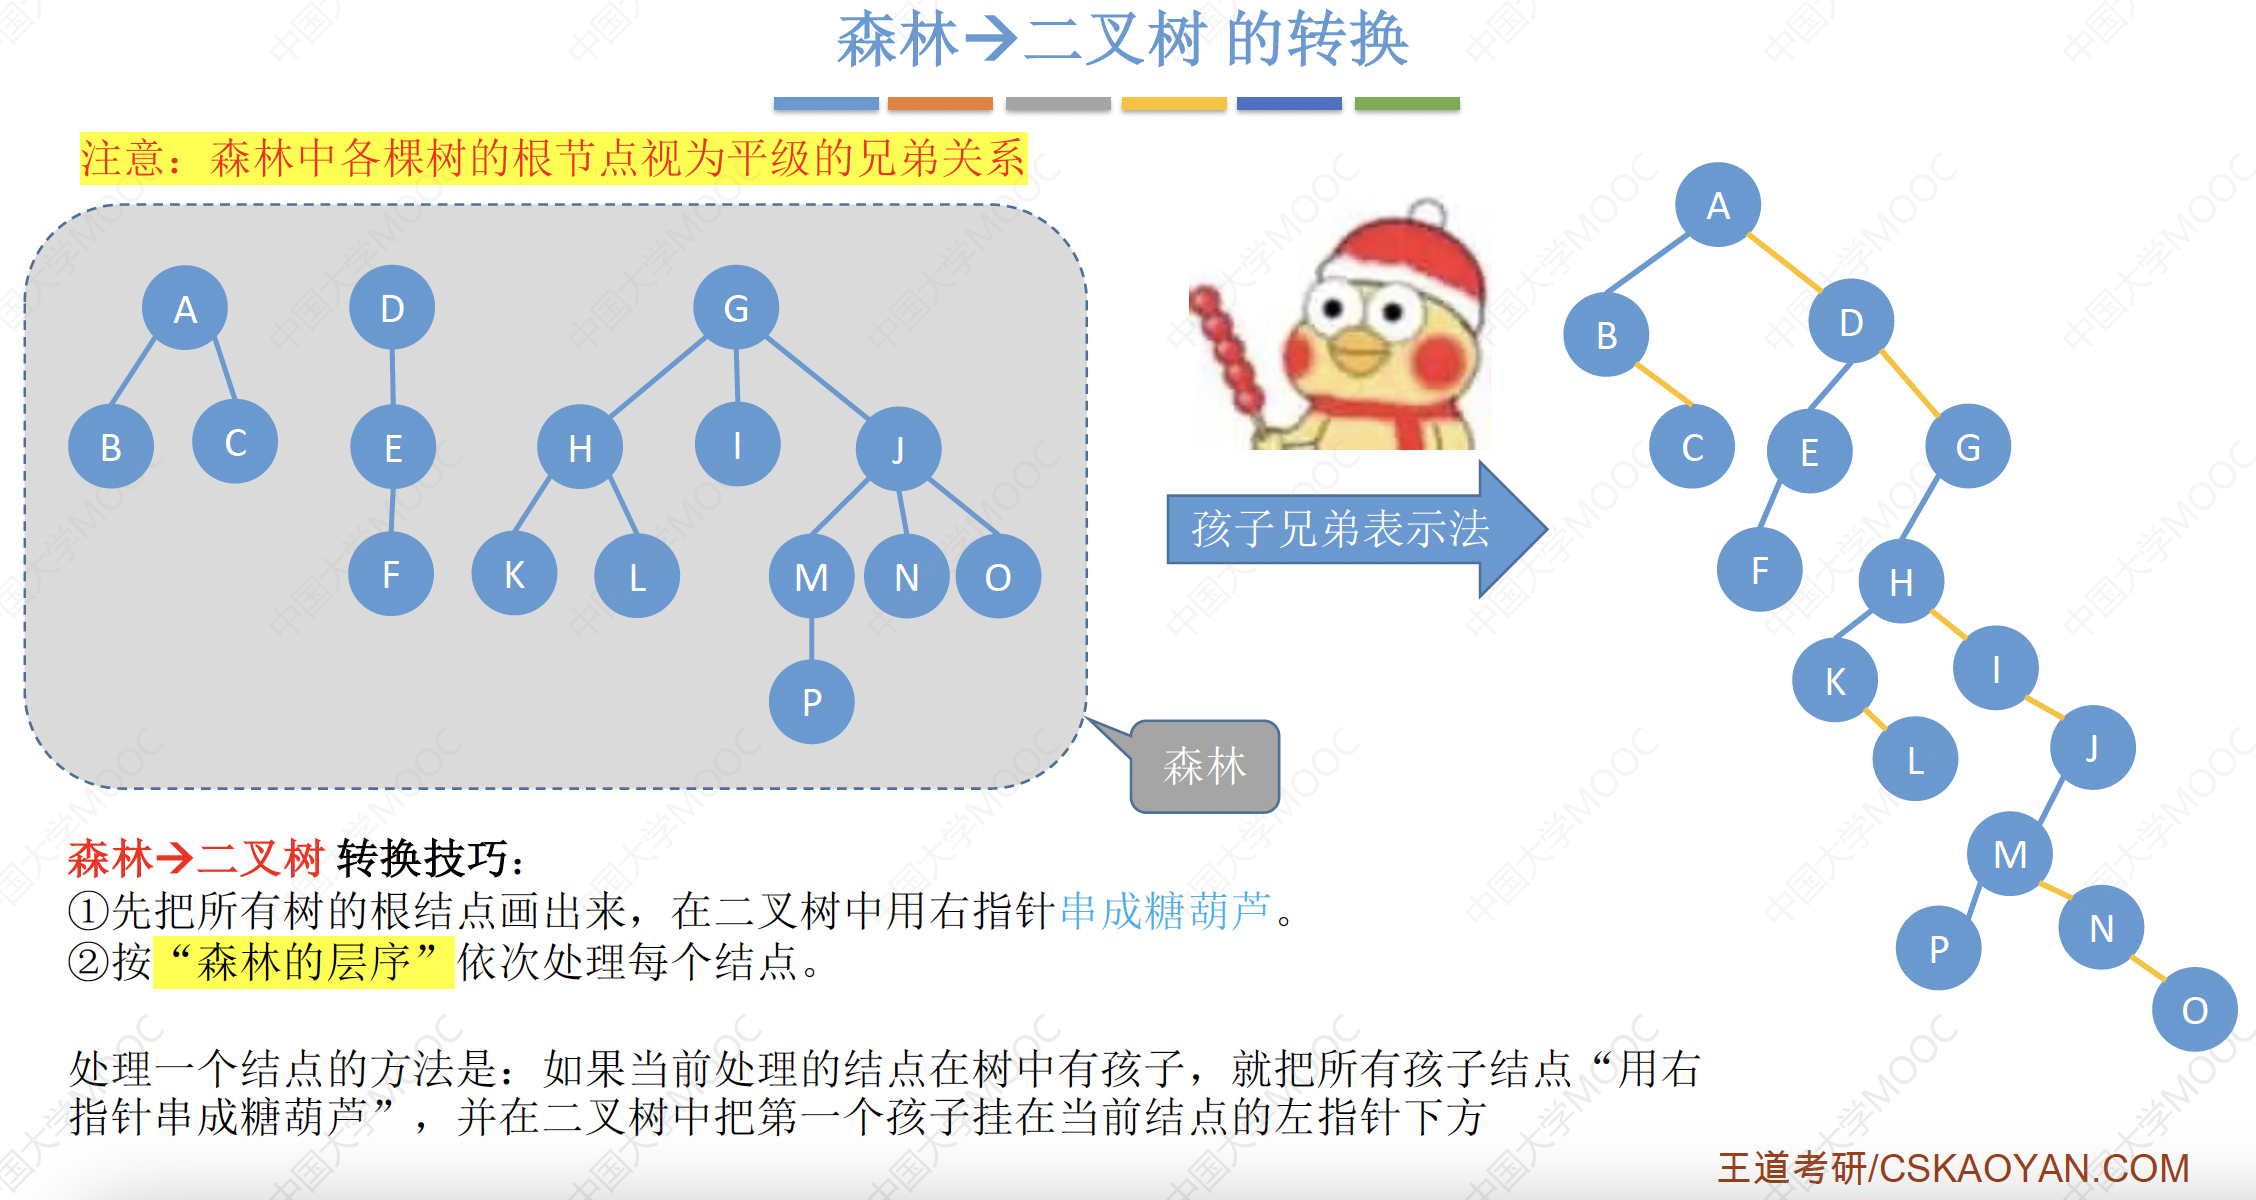 森林→二叉树 的转换
注意：森林中各棵树的根节点视为平级的兄弟关系
A
D
G
B
C
E
H
I
J
F
K
L
M
N
O
P
森林
孩子兄弟表示法
A
B
D
C
E
G
F
H
K
I
L
J
M
P
N
O
森林→二叉树 转换技巧：
①先把所有树的根结点画出来，在二叉树中用右指针串成糖葫芦。
②按“森林的层序”依次处理每个结点。
处理一个结点的方法是：如果当前处理的结点在树中有孩子，就把所有孩子结点“用右
指针串成糖葫芦”，并在二叉树中把第一个孩子挂在当前结点的左指针下方
王道考研/CSKAOYAN.COM
中国大学MOOC